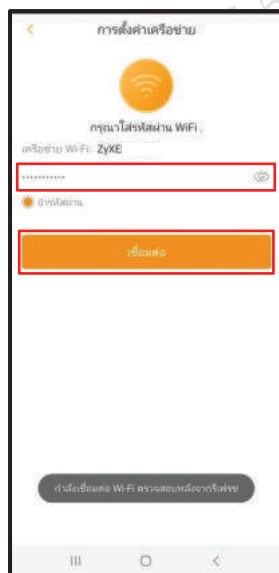 การตั้งค่าเครือข่าย
กรุณาใส่รหัสผ่าน WiFi .
เครือข่าย Wi-Fi: ZyXE
············
จำรหัสผ่าน
เชื่อมต่อ
กำลังเชื่อมต่อ Wi-Fi ตรวจสอบหลังจากรีเฟรช